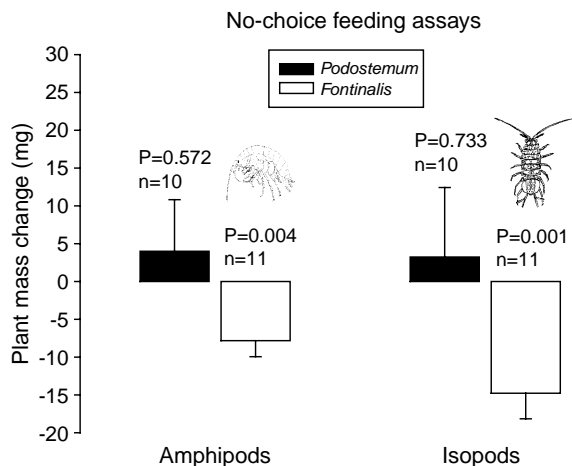 No-choice feeding assays
Podostemum
Fontinalis
Plant mass change (mg)
30
25
20
15
10
5
0
-5
-10
-15
-20
P=0.572
n=10
P=0.004
n=11
P=0.733
n=10
P=0.001
n=11
Amphipods
Isopods